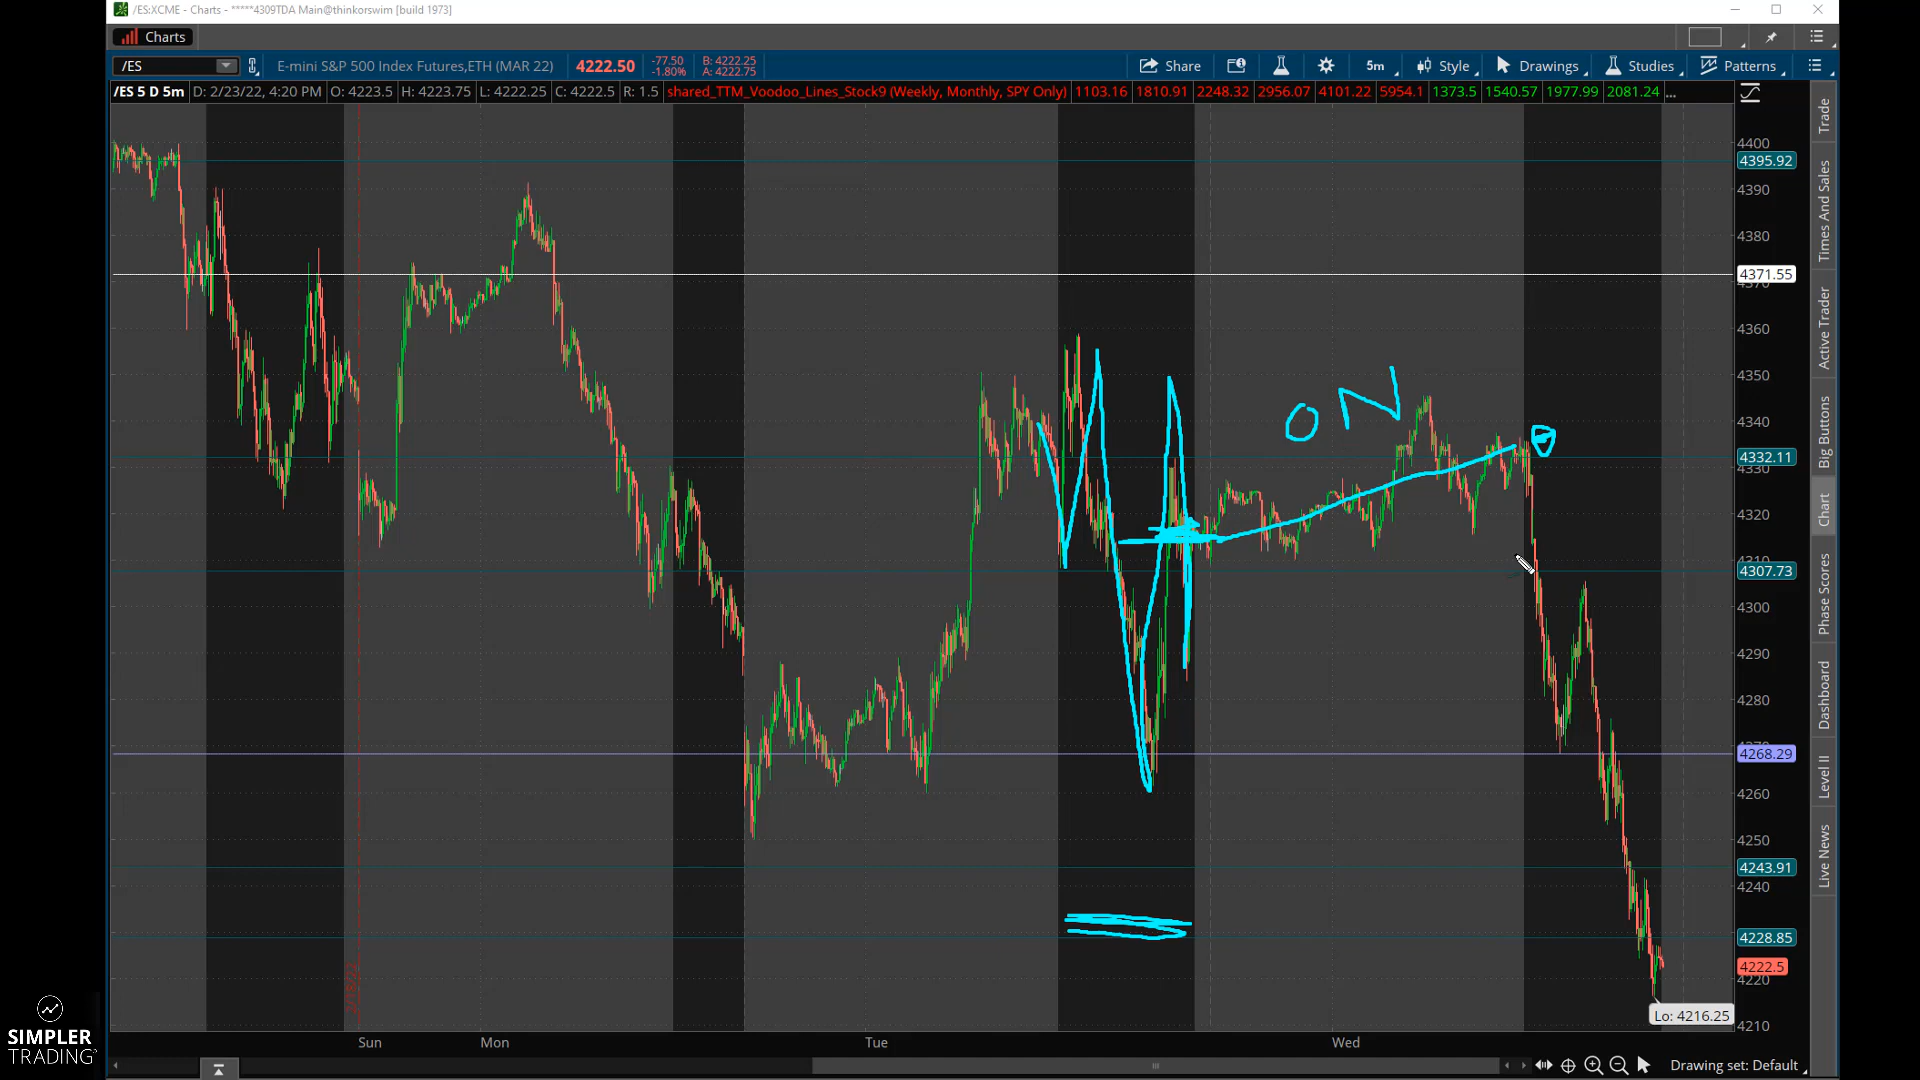 /ES:XCME - Charts - *****4309TDA Main@thinkorswim [build 1973]
Charts
/ES E-mini S&P 500 Index Futures,ETH (MAR 22) 4222.50 -77.50 -1.80% B: 4222.25 A: 4222.75 Share 5m Style Drawings Studies Patterns
/ES 5 D 5m D: 2/23/22, 4:20 PM O: 4223.5 H: 4223.75 L: 4222.25 C: 4222.5 R: 1.5 shared_TTM_Voodoo_Lines_Stock9 (Weekly, Monthly, SPY Only) 1103.16 1810.91 2248.32 2956.07 4101.22 5954.1 1373.5 1540.57 1977.99 2081.24 ...
4400
4395.92
4390
4380
4371.55
4370
4360
4350
4340
4332.11
4330
4320
4310
4307.73
4300
4290
4280
4268.29
4260
4250
4243.91
4240
4228.85
4222.5
4220
4210
ON
Lo: 4216.25
Sun Mon Tue Wed
Trade
Times And Sales
Active Trader
Big Buttons
Chart
Phase Scores
Dashboard
Level II
Live News
Drawing set: Default
SIMPLER
TRADING